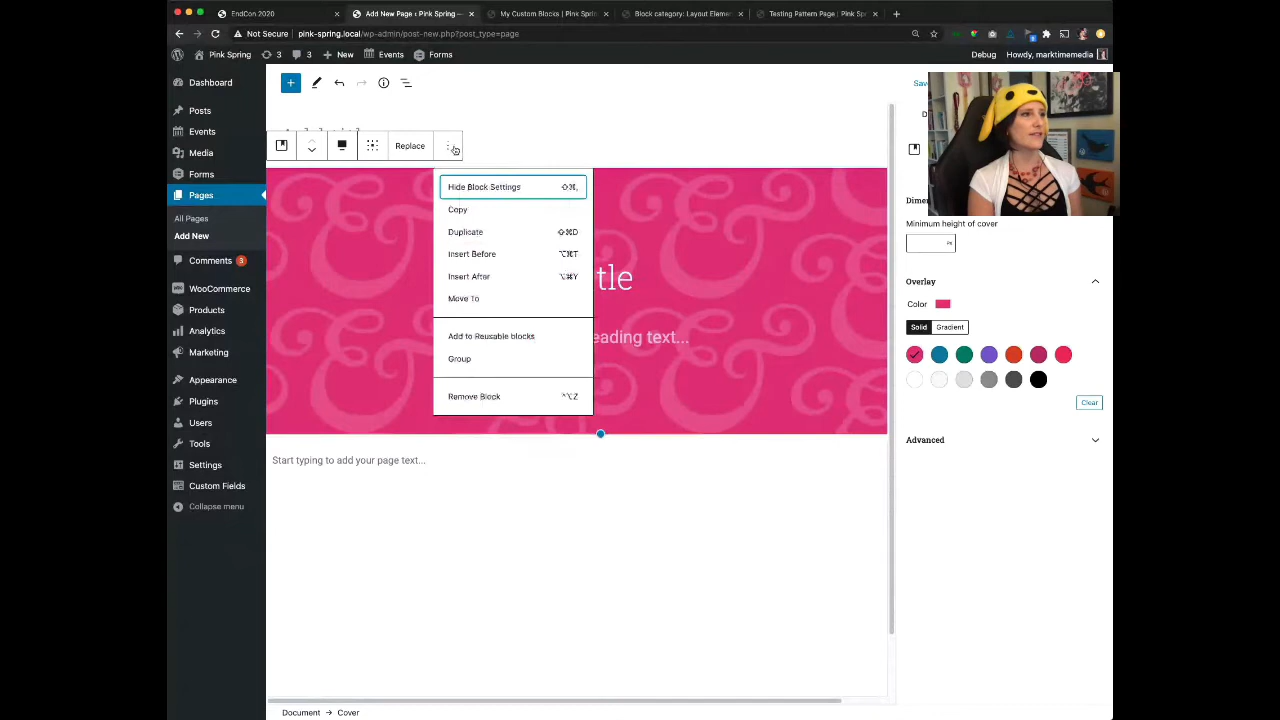 EndCon 2020
Add New Page ‹ Pink Spring —
My Custom Blocks | Pink Spring
Block category: Layout Elem
Testing Pattern Page | Pink Spr
Not Secure
pink-spring.local/wp-admin/post-new.php?post_type=page
Pink Spring
3
3
New
Events
Forms
Debug
Howdy, marktimemedia
Dashboard
Posts
Events
Media
Forms
Pages
All Pages
Add New
Comments 3
WooCommerce
Products
Analytics
Marketing
Appearance
Plugins
Users
Tools
Settings
Custom Fields
Collapse menu
Replace
Hide Block Settings ⇧⌘,
Copy
Duplicate ⇧⌘D
Insert Before ⌥⌘T
Insert After ⌥⌘Y
Move To
Add to Reusable blocks
Group
Remove Block ^⌥Z
tle
eading text...
Start typing to add your page text...
Sav
D
Dimen
Minimum height of cover
PX
Overlay
Color
Solid
Gradient
Clear
Advanced
Document → Cover